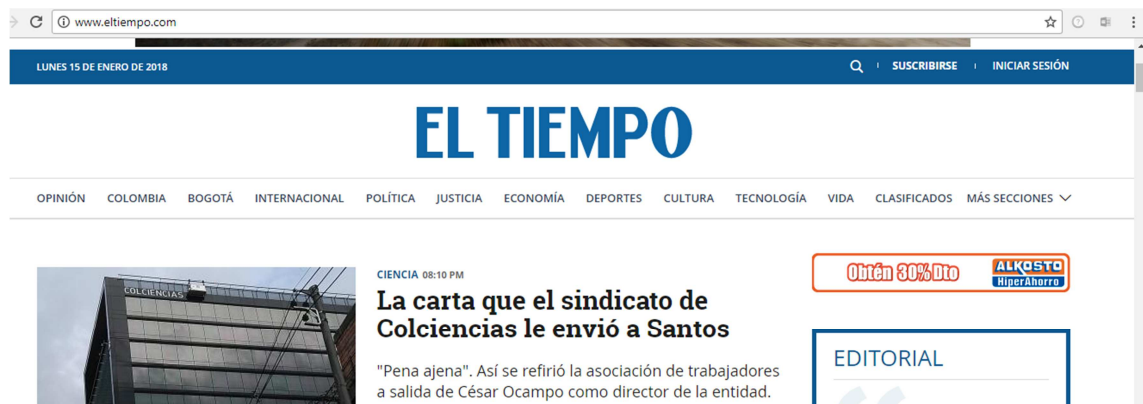 www.eltiempo.com
LUNES 15 DE ENERO DE 2018
SUSCRIBIRSE
INICIAR SESIÓN
EL TIEMPO
OPINIÓN COLOMBIA BOGOTÁ INTERNACIONAL POLÍTICA JUSTICIA ECONOMÍA DEPORTES CULTURA TECNOLOGÍA VIDA CLASIFICADOS MÁS SECCIONES
COLCIENCIAS
CIENCIA 08:10 PM
La carta que el sindicato de
Colciencias le envió a Santos
"Pena ajena". Así se refirió la asociación de trabajadores
a salida de César Ocampo como director de la entidad.
Obtén 30% Dto
ALKOSTO
HiperAhorro
EDITORIAL